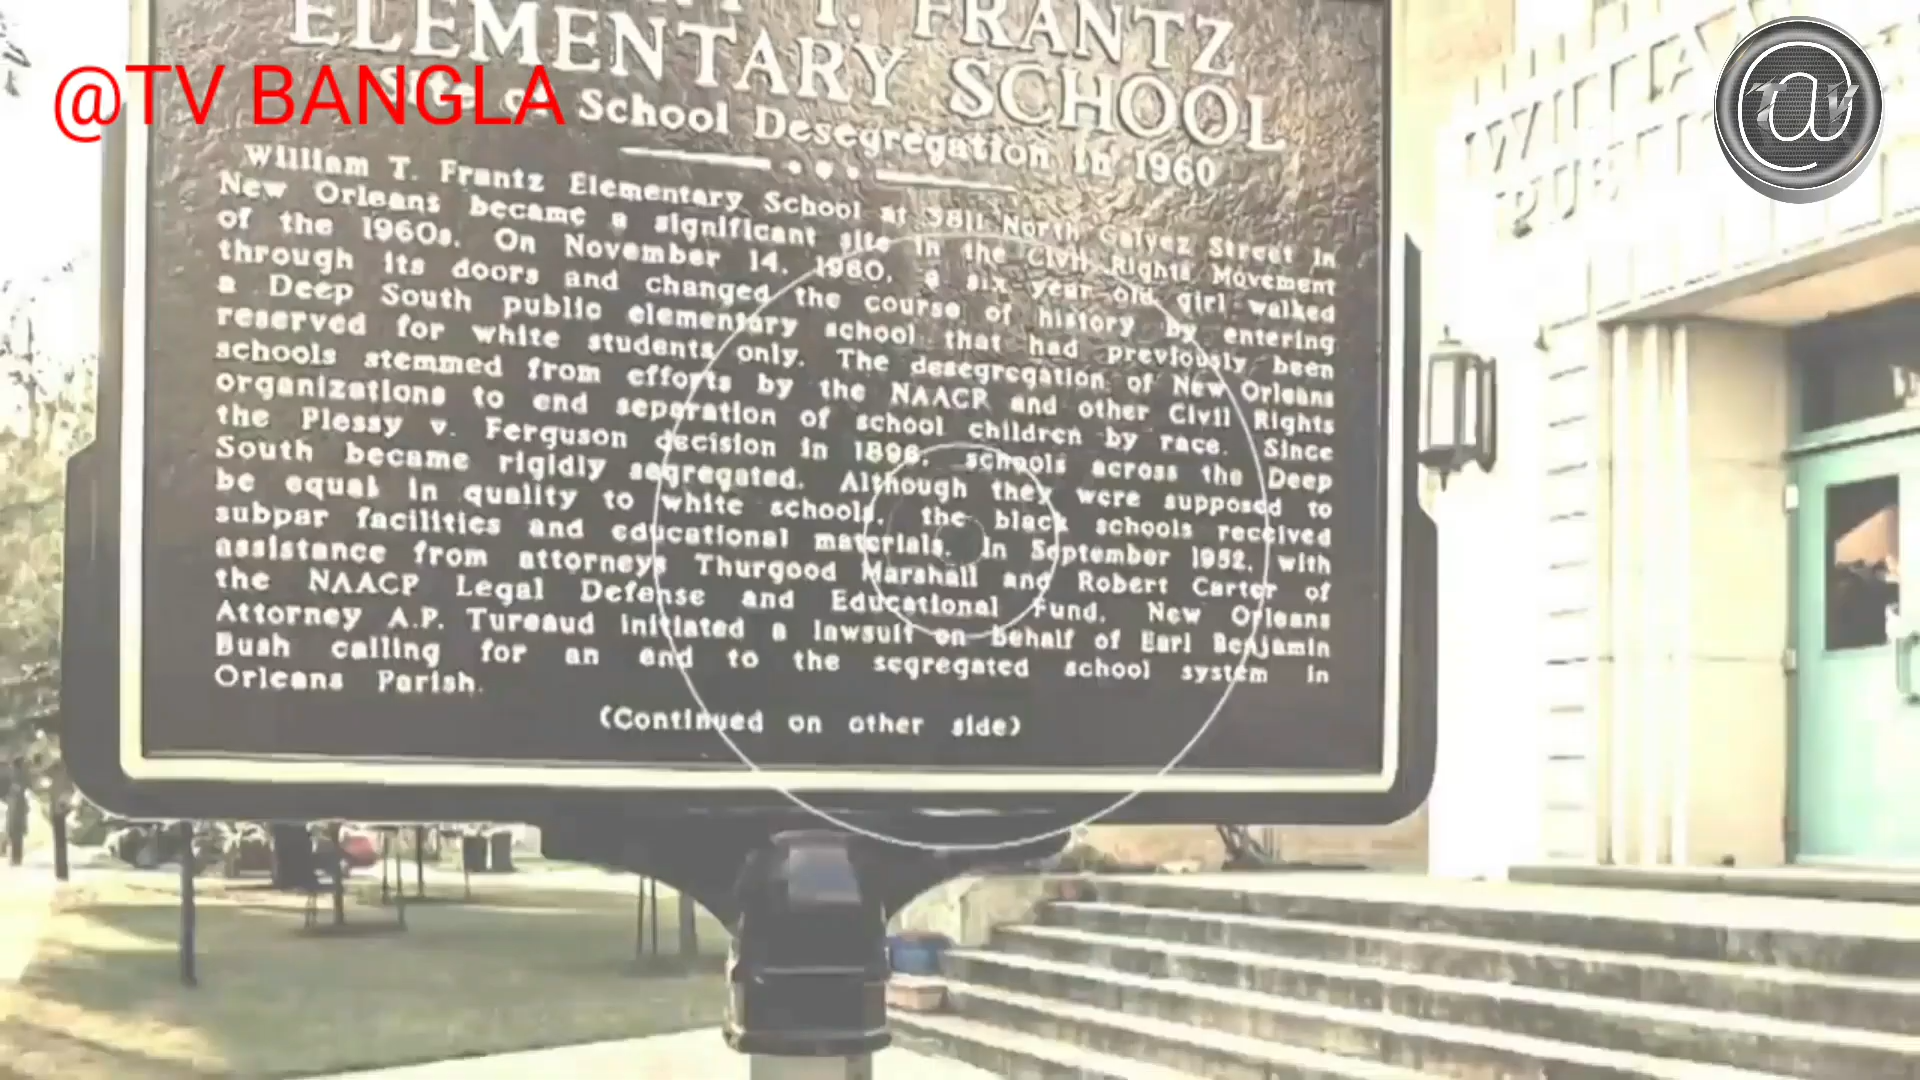 T. FRANTZ
ELEMENTARY SCHOOL
@TV BANGLA
School Desegregation in 1960
William T. Frantz Elementary School at 3811 North Galvez Street in
New Orleans became a significant site in the Civil Rights Movement
of the 1960s. On November 14, 1960, a six year old girl walked
through its doors and changed the course of history by entering
a Deep South public elementary school that had previously been
reserved for white students only. The desegregation of New Orleans
schools stemmed from efforts by the NAACP and other Civil Rights
organizations to end separation of school children by race. Since
the Plessy v. Ferguson decision in 1896, schools across the Deep
South became rigidly segregated. Although they were supposed to
be equal in quality to white schools, the black schools received
subpar facilities and educational materials. In September 1952, with
assistance from attorneys Thurgood Marshall and Robert Carter of
the NAACP Legal Defense and Educational Fund, New Orleans
Attorney A.P. Tureaud initiated a lawsuit on behalf of Earl Benjamin
Bush calling for an end to the segregated school system in
Orleans Parish.
(Continued on other side)
@
TV